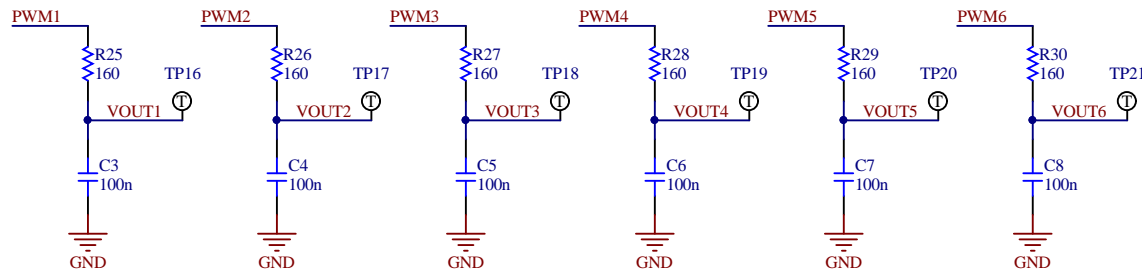 PWM1 PWM2 PWM3 PWM4 PWM5 PWM6
R25 R26 R27 R28 R29 R30
160 TP16 160 TP17 160 TP18 160 TP19 160 TP20 160 TP21
T T T T T T
VOUT1 VOUT2 VOUT3 VOUT4 VOUT5 VOUT6
C3 C4 C5 C6 C7 C8
100n 100n 100n 100n 100n 100n
GND GND GND GND GND GND